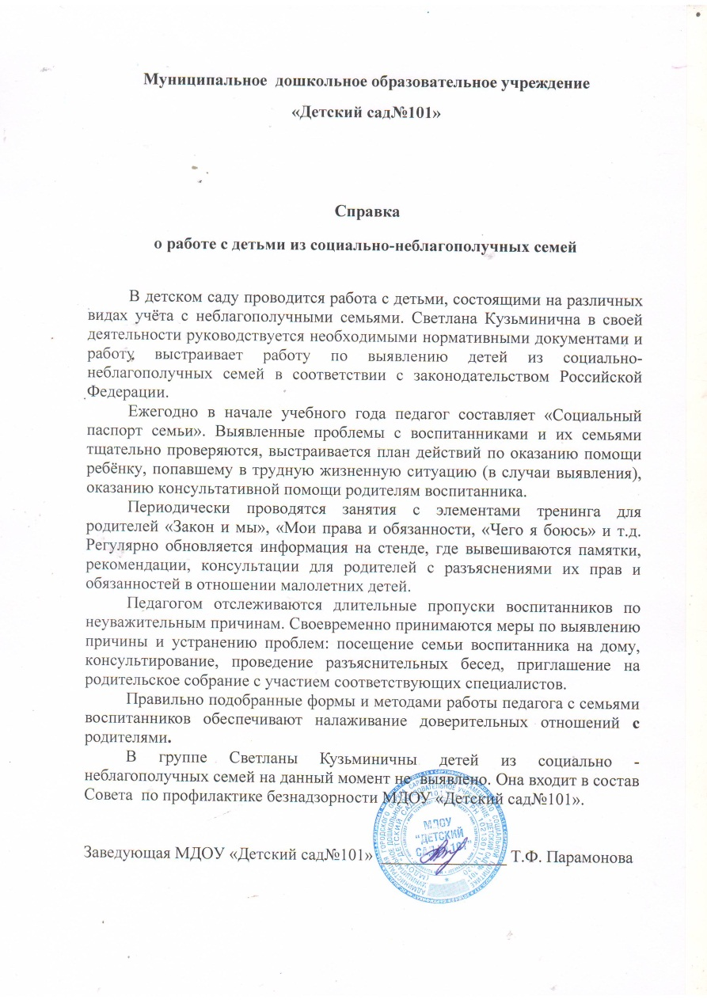 Муниципальное дошкольное образовательное учреждение
«Детский сад№101»
Справка
о работе с детьми из социально-неблагополучных семей
В детском саду проводится работа с детьми, состоящими на различных
видах учёта с неблагополучными семьями. Светлана Кузьминична в своей
деятельности руководствуется необходимыми нормативными документами и
работу выстраивает работу по выявлению детей из социально-
неблагополучных семей в соответствии с законодательством Российской
Федерации.
Ежегодно в начале учебного года педагог составляет «Социальный
паспорт семьи». Выявленные проблемы с воспитанниками и их семьями
тщательно проверяются, выстраивается план действий по оказанию помощи
ребёнку, попавшему в трудную жизненную ситуацию (в случаи выявления),
оказанию консультативной помощи родителям воспитанника.
Периодически проводятся занятия с элементами тренинга для
родителей «Закон и мы», «Мои права и обязанности, «Чего я боюсь» и т.д.
Регулярно обновляется информация на стенде, где вывешиваются памятки,
рекомендации, консультации для родителей с разъяснениями их прав и
обязанностей в отношении малолетних детей.
Педагогом отслеживаются длительные пропуски воспитанников по
неуважительным причинам. Своевременно принимаются меры по выявлению
причины и устранению проблем: посещение семьи воспитанника на дому,
консультирование, проведение разъяснительных бесед, приглашение на
родительское собрание с участием соответствующих специалистов.
Правильно подобранные формы и методами работы педагога с семьями
воспитанников обеспечивают налаживание доверительных отношений с
родителями.
В группе Светланы Кузьминичны детей из социально -
неблагополучных семей на данный момент не выявлено. Она входит в состав
Совета по профилактике безнадзорности МДОУ «Детский сад№101».
Заведующая МДОУ «Детский сад№101» ________________ Т.Ф. Парамонова
МДОУ
"ДЕТСКИЙ
САД № 101"